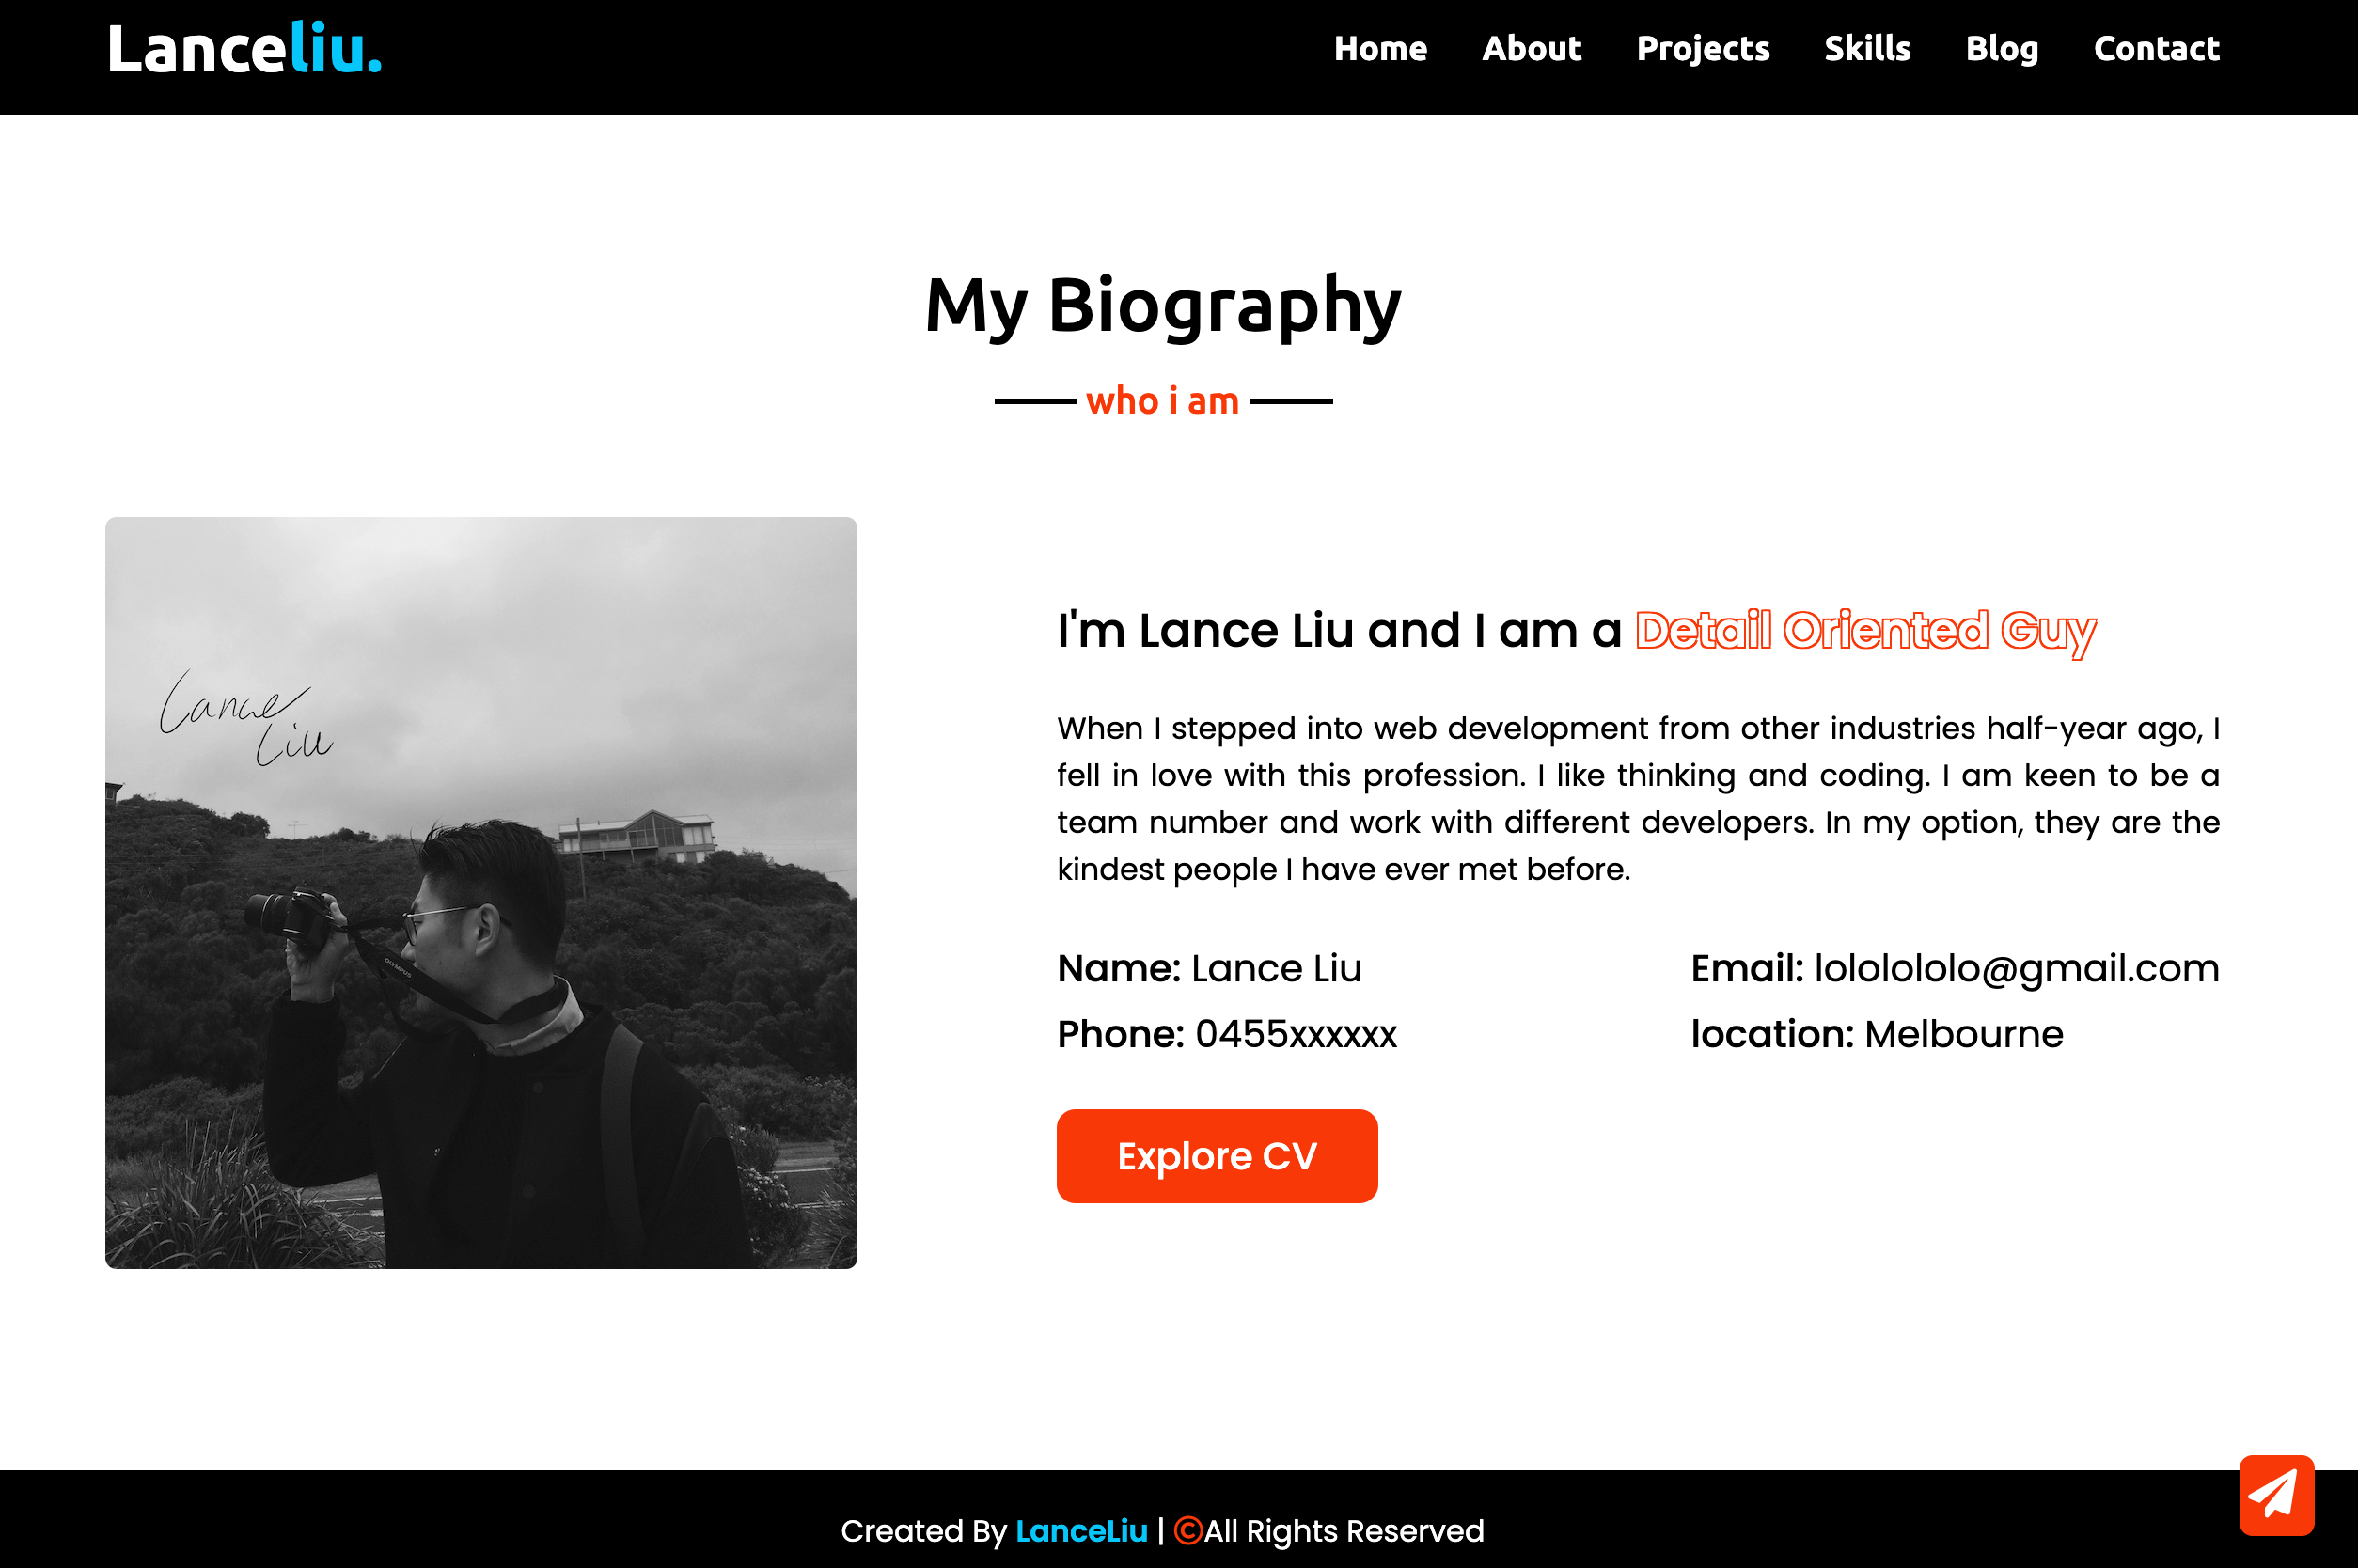 Lanceliu.
Home About Projects Skills Blog Contact
My Biography
who i am
Lance
Liu
OLYMPUS
I'm Lance Liu and I am a Detail Oriented Guy
When I stepped into web development from other industries half-year ago, I
fell in love with this profession. I like thinking and coding. I am keen to be a
team number and work with different developers. In my option, they are the
kindest people I have ever met before.
Name: Lance Liu
Email: lolololololo@gmail.com
Phone: 0455xxxxxx
location: Melbourne
Explore CV
Created By LanceLiu | ©All Rights Reserved